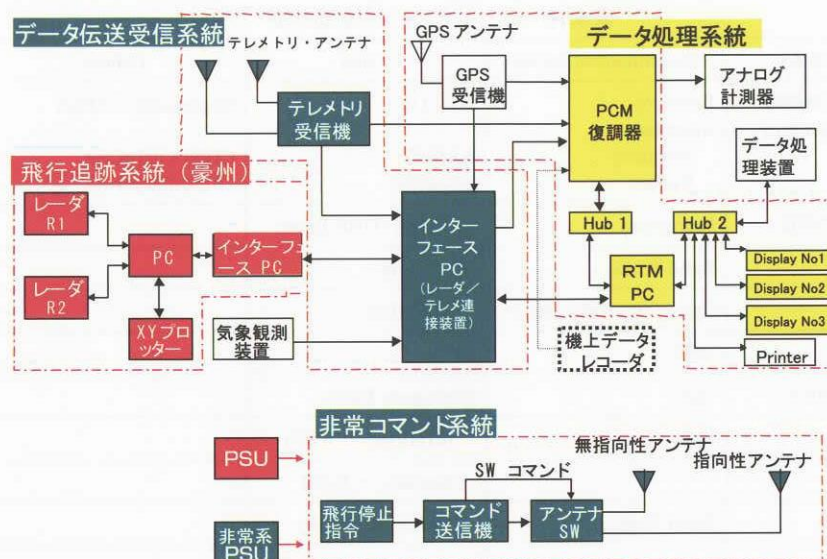 データ伝送受信系統
テレメトリ・アンテナ
GPS アンテナ
データ処理系統
テレメトリ
受信機
GPS
受信機
PCM
復調器
アナログ
計測器
データ処
理装置
飛行追跡系統（豪州）
レーダ
R1
レーダ
R2
PC
インターフェ
ース PC
XYプロ
ッター
気象観測
装置
インター
フェース
PC
（レーダ／
テレメ連
接装置）
Hub 1
Hub 2
RTM
PC
Display No1
Display No2
Display No3
Printer
機上データ
レコーダ
非常コマンド系統
PSU
非常系
PSU
飛行停止
指令
コマンド
送信機
SW コマンド
アンテナ
SW
無指向性アンテナ
指向性アンテナ